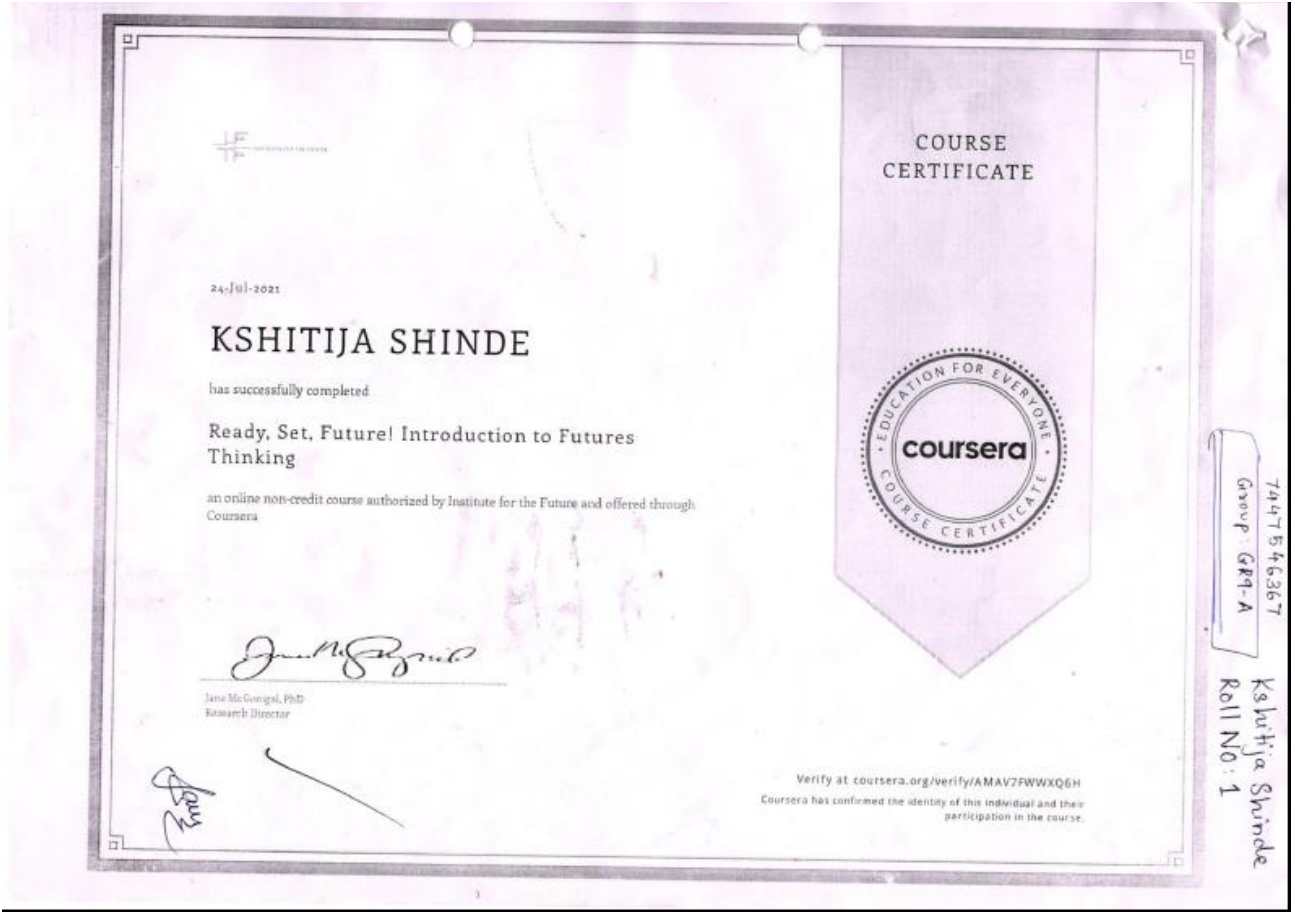 COURSE
CERTIFICATE
24-Jul-2021
KSHITIJA SHINDE
has successfully completed
Ready, Set, Future! Introduction to Futures
Thinking
an online non-credit course authorized by Institute for the Future and offered through
Coursera
EDUCATION FOR EVERYONE
coursera
COURSE CERTIFICATE
Jane McGonigal, PhD
Research Director
Verify at coursera.org/verify/AMAV7FWWXQ6H
Coursera has confirmed the identity of this individual and their
participation in the course.
7447546367
Group: GR9-A
Kshitija Shinde
Roll No: 1